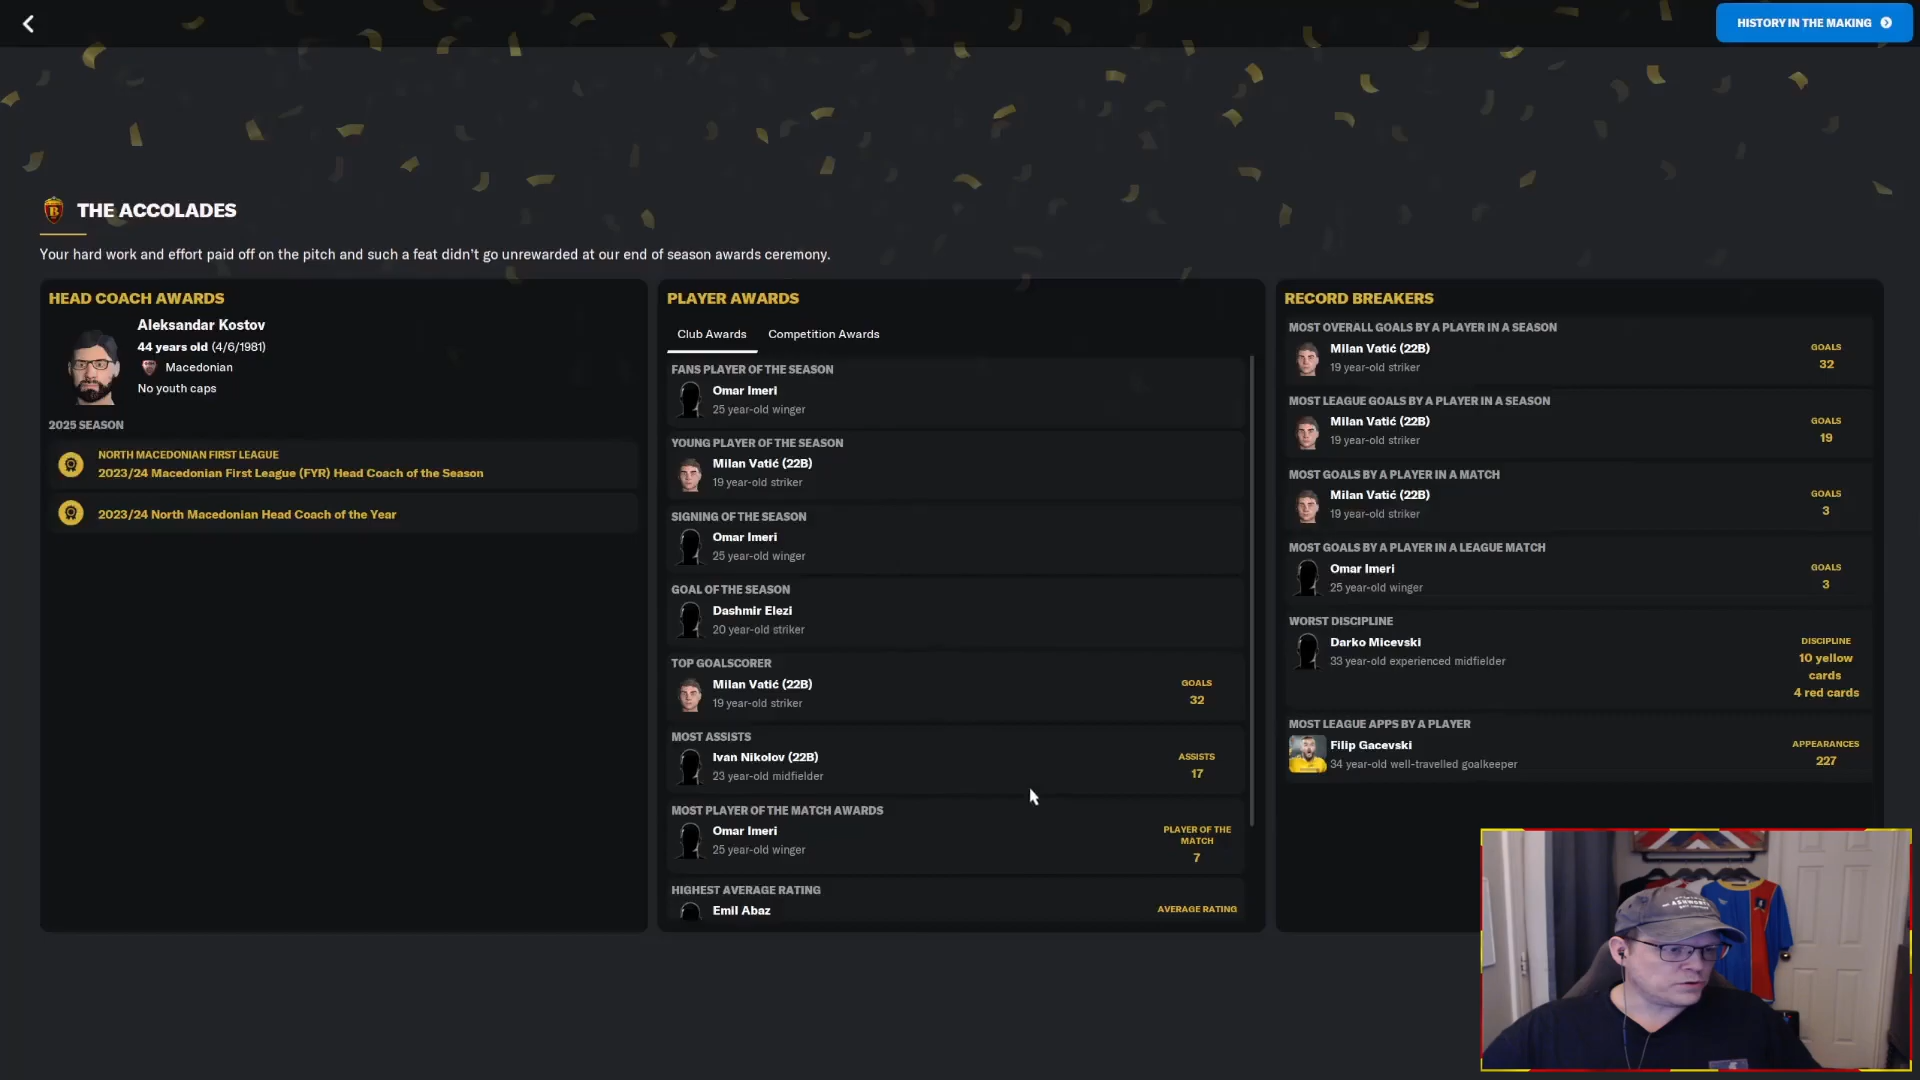 HISTORY IN THE MAKING
THE ACCOLADES
Your hard work and effort paid off on the pitch and such a feat didn't go unrewarded at our end of season awards ceremony.
HEAD COACH AWARDS
Aleksandar Kostov
44 years old (4/6/1981)
Macedonian
No youth caps
2025 SEASON
NORTH MACEDONIAN FIRST LEAGUE
2023/24 Macedonian First League (FYR) Head Coach of the Season
2023/24 North Macedonian Head Coach of the Year
PLAYER AWARDS
Club Awards
Competition Awards
FANS PLAYER OF THE SEASON
Omar Imeri
25 year-old winger
YOUNG PLAYER OF THE SEASON
Milan Vatić (22B)
19 year-old striker
SIGNING OF THE SEASON
Omar Imeri
25 year-old winger
GOAL OF THE SEASON
Dashmir Elezi
20 year-old striker
TOP GOALSCORER
Milan Vatić (22B)
19 year-old striker
GOALS
32
MOST ASSISTS
Ivan Nikolov (22B)
23 year-old midfielder
ASSISTS
17
MOST PLAYER OF THE MATCH AWARDS
Omar Imeri
25 year-old winger
PLAYER OF THE
MATCH
7
HIGHEST AVERAGE RATING
Emil Abaz
AVERAGE RATING
RECORD BREAKERS
MOST OVERALL GOALS BY A PLAYER IN A SEASON
Milan Vatić (22B)
19 year-old striker
GOALS
32
MOST LEAGUE GOALS BY A PLAYER IN A SEASON
Milan Vatić (22B)
19 year-old striker
GOALS
19
MOST GOALS BY A PLAYER IN A MATCH
Milan Vatić (22B)
19 year-old striker
GOALS
3
MOST GOALS BY A PLAYER IN A LEAGUE MATCH
Omar Imeri
25 year-old winger
GOALS
3
WORST DISCIPLINE
Darko Micevski
33 year-old experienced midfielder
DISCIPLINE
10 yellow
cards
4 red cards
MOST LEAGUE APPS BY A PLAYER
Filip Gacevski
34 year-old well-travelled goalkeeper
APPEARANCES
227